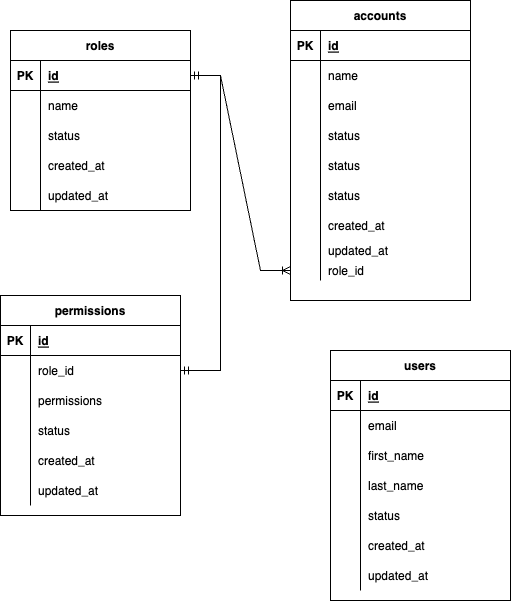 roles
PK id
name
status
created_at
updated_at
accounts
PK id
name
email
status
status
status
created_at
updated_at
role_id
permissions
PK id
role_id
permissions
status
created_at
updated_at
users
PK id
email
first_name
last_name
status
created_at
updated_at